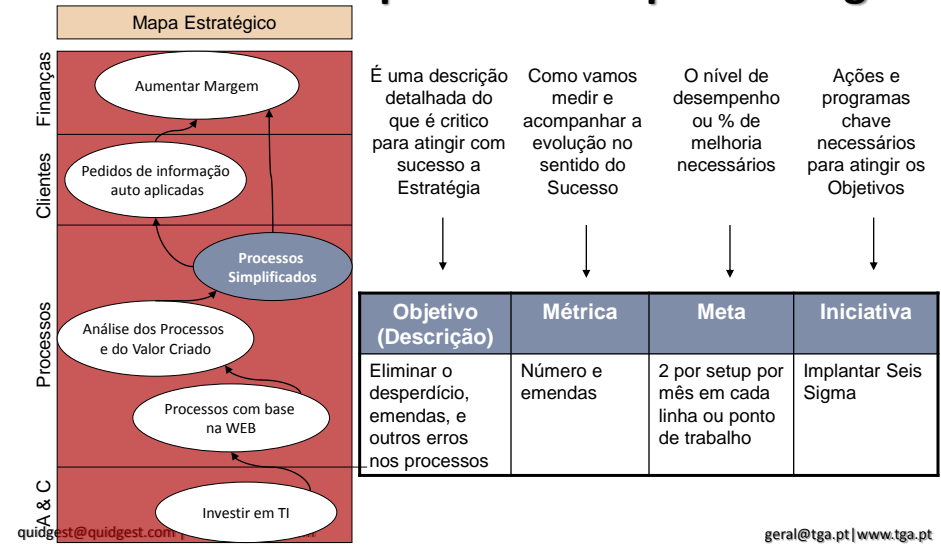 Mapa Estratégico
Finanças
Aumentar Margem
Clientes
Pedidos de informação
auto aplicadas
Processos
Processos
Simplificados
Análise dos Processos
e do Valor Criado
Processos com base
na WEB
A & C
Investir em TI
É uma descrição
detalhada do
que é critico
para atingir com
sucesso a
Estratégia
Como vamos
medir e
acompanhar a
evolução no
sentido do
Sucesso
O nível de
desempenho
ou % de
melhoria
necessários
Ações e
programas
chave
necessários
para atingir os
Objetivos
Objetivo
(Descrição)
Métrica
Meta
Iniciativa
Eliminar o
desperdício,
emendas, e
outros erros
nos processos
Número e
emendas
2 por setup por
mês em cada
linha ou ponto
de trabalho
Implantar Seis
Sigma
quidgest@quidgest.com |
geral@tga.pt|www.tga.pt